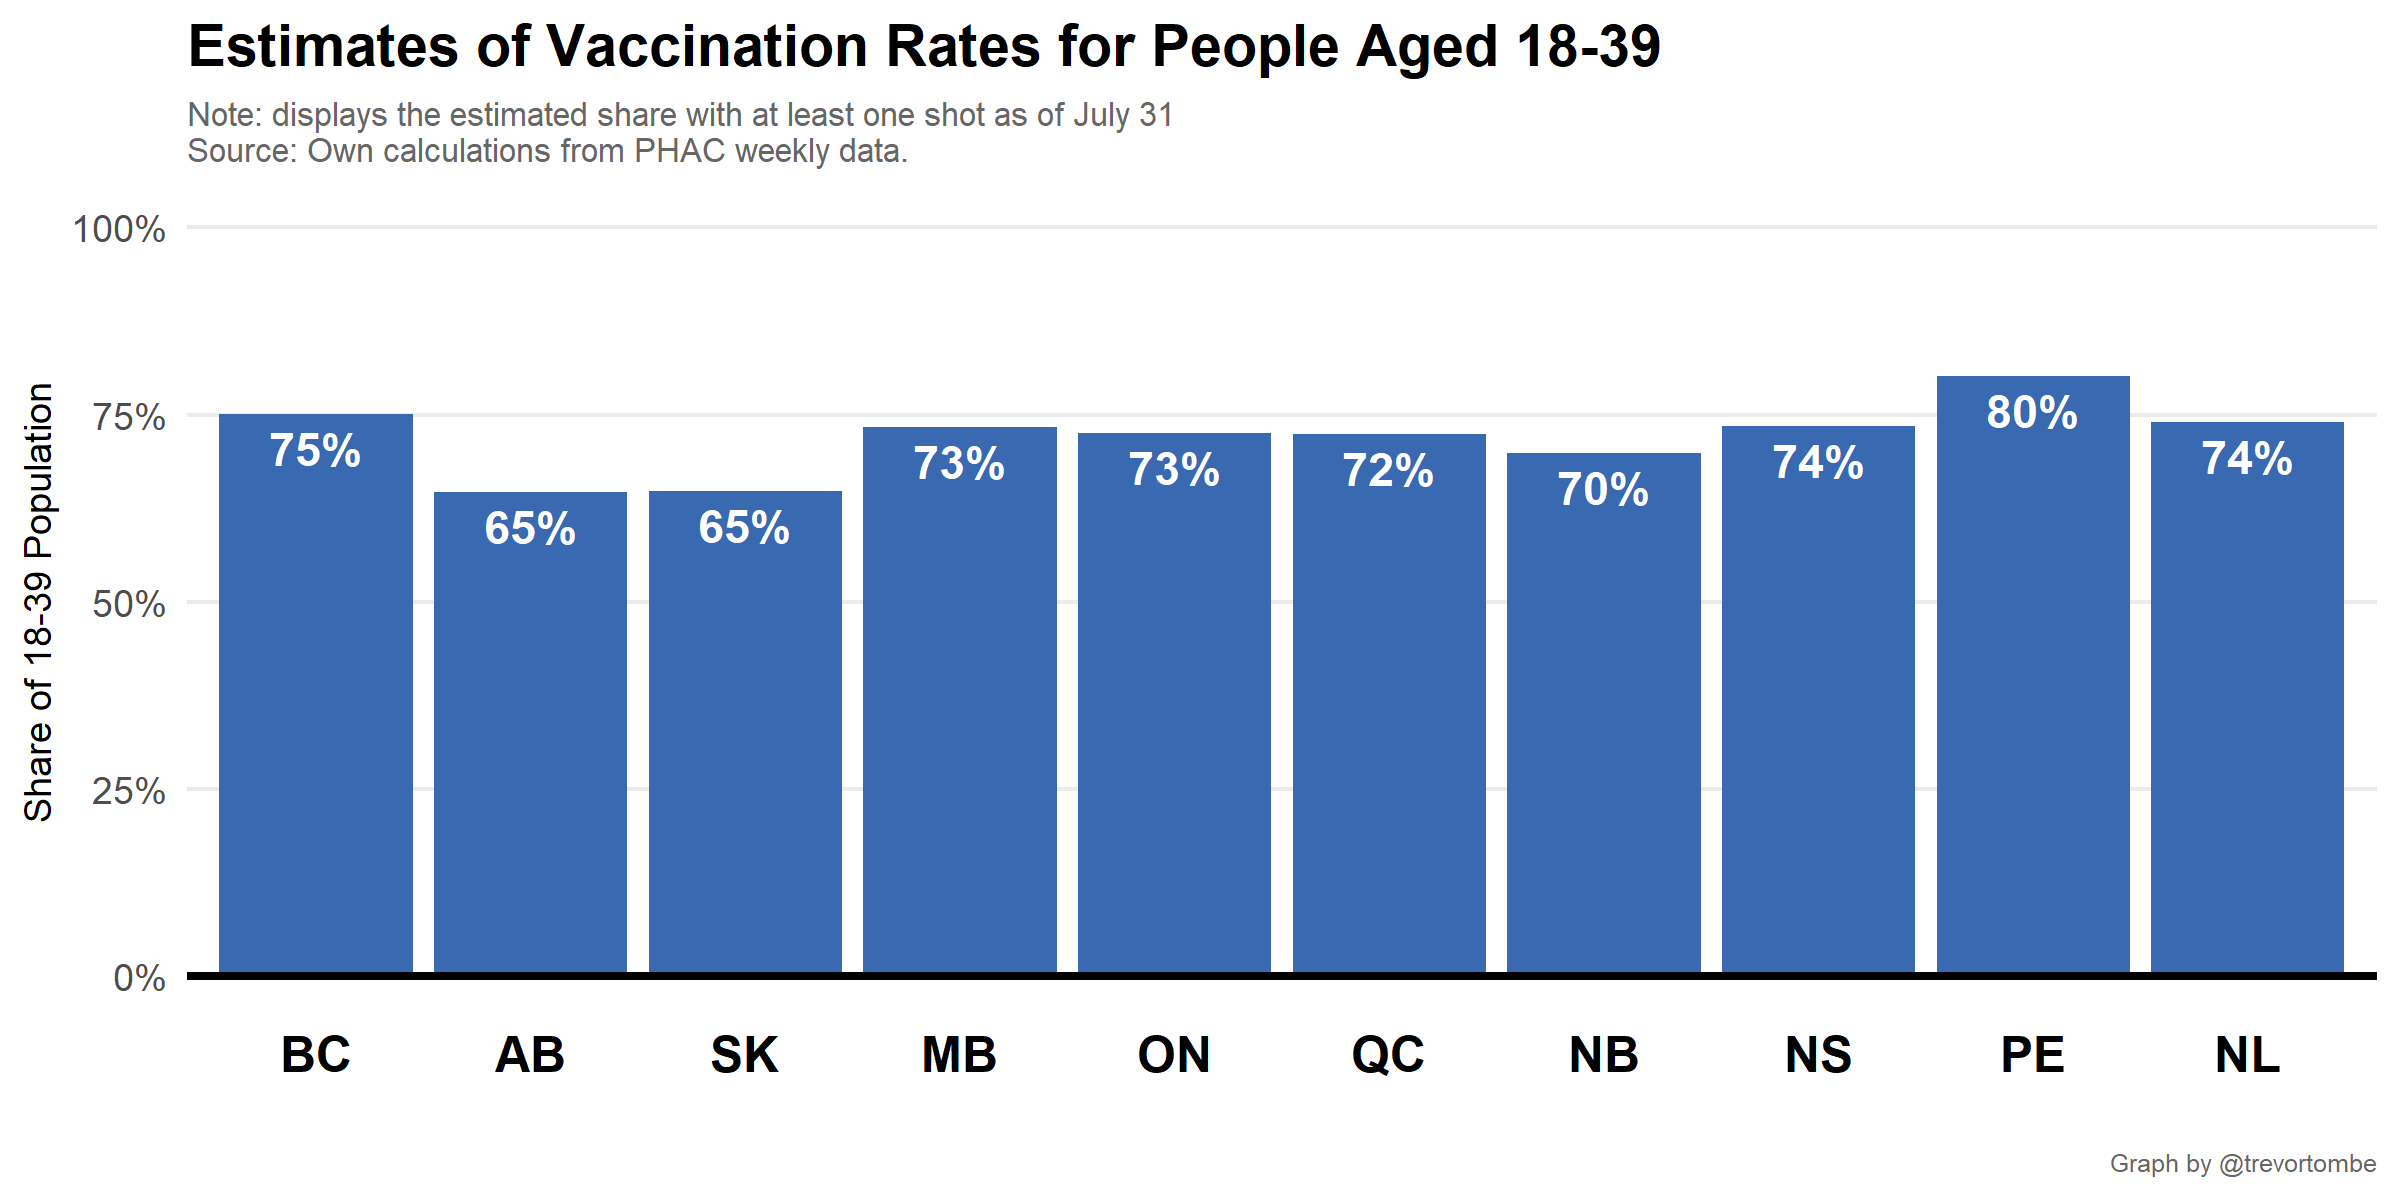 Estimates of Vaccination Rates for People Aged 18-39
Note: displays the estimated share with at least one shot as of July 31
Source: Own calculations from PHAC weekly data.
Share of 18-39 Population
100%
75%
50%
25%
0%
75%
65%
65%
73%
73%
72%
70%
74%
80%
74%
BC
AB
SK
MB
ON
QC
NB
NS
PE
NL
Graph by @trevortombe